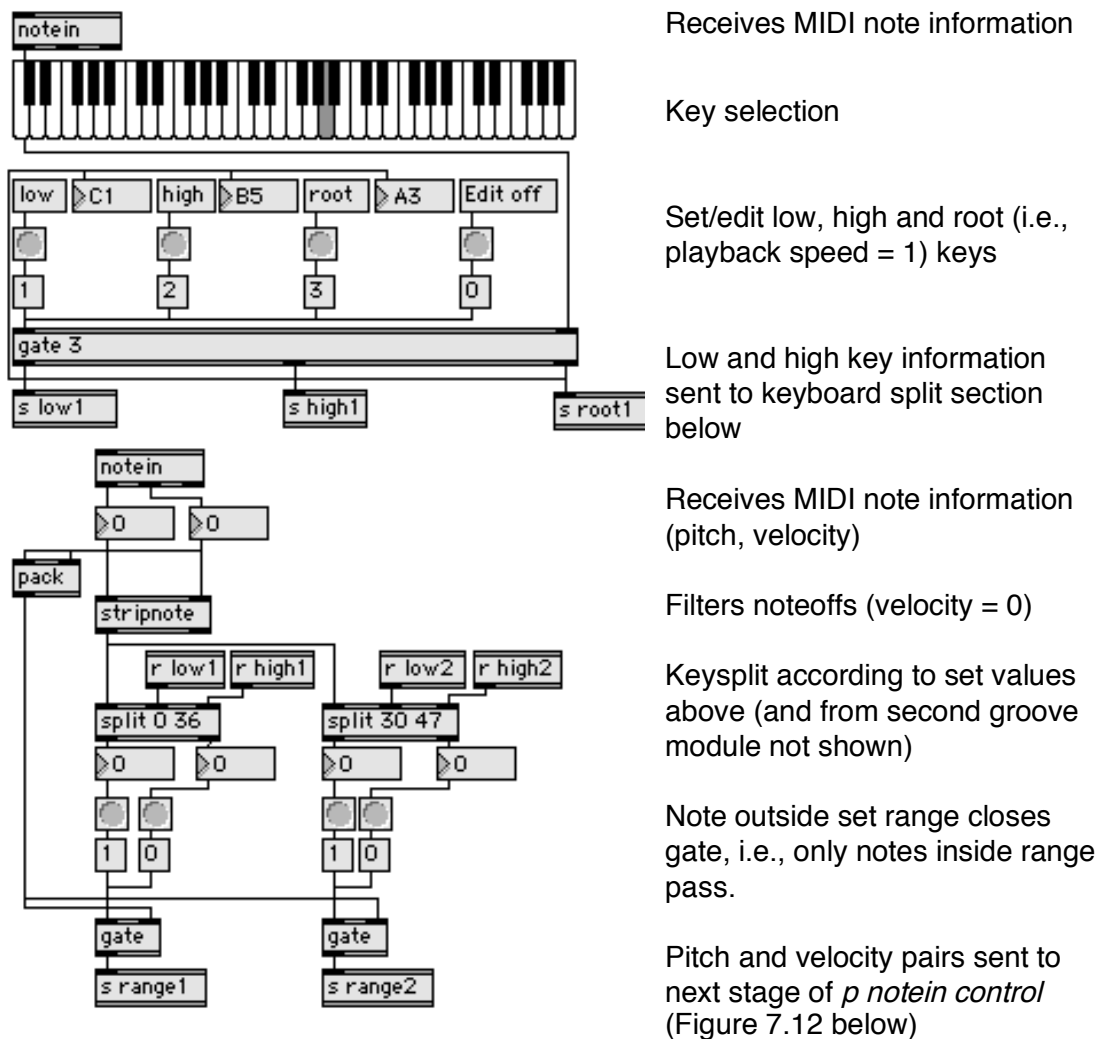 notein
Receives MIDI note information
Key selection
low C1 high B5 root A3 Edit off
Set/edit low, high and root (i.e.,
playback speed = 1) keys
1 2 3 0
gate 3
Low and high key information
sent to keyboard split section
below
s low1 s high1 s root1
notein
Receives MIDI note information
(pitch, velocity)
0 0
pack
stripnote
Filters noteoffs (velocity = 0)
r low1 r high1 r low2 r high2
Keysplit according to set values
above (and from second groove
module not shown)
split 0 36 split 30 47
0 0 0 0
Note outside set range closes
gate, i.e., only notes inside range
pass.
1 0 1 0
gate gate
Pitch and velocity pairs sent to
next stage of p notein control
(Figure 7.12 below)
s range1 s range2